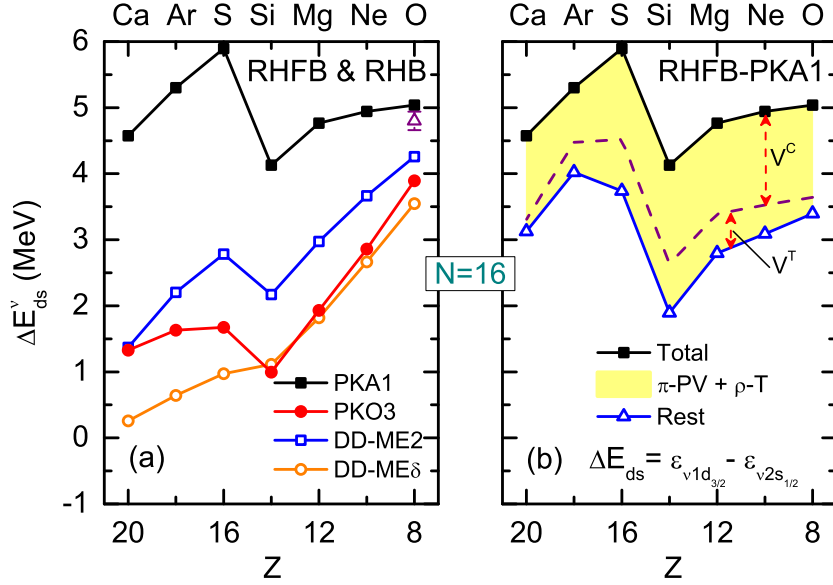 Ca Ar S Si Mg Ne O
Ca Ar S Si Mg Ne O
6
5
4
3
2
1
0
-1
ΔE^ν_ds (MeV)
RHFB & RHB
PKA1
PKO3
DD-ME2
DD-MEδ
(a)
20 16 12 8
Z
N=16
RHFB-PKA1
V^C
V^T
Total
π-PV + ρ-T
Rest
(b) ΔE_ds = ε_ν1d_3/2 - ε_ν2s_1/2
20 16 12 8
Z